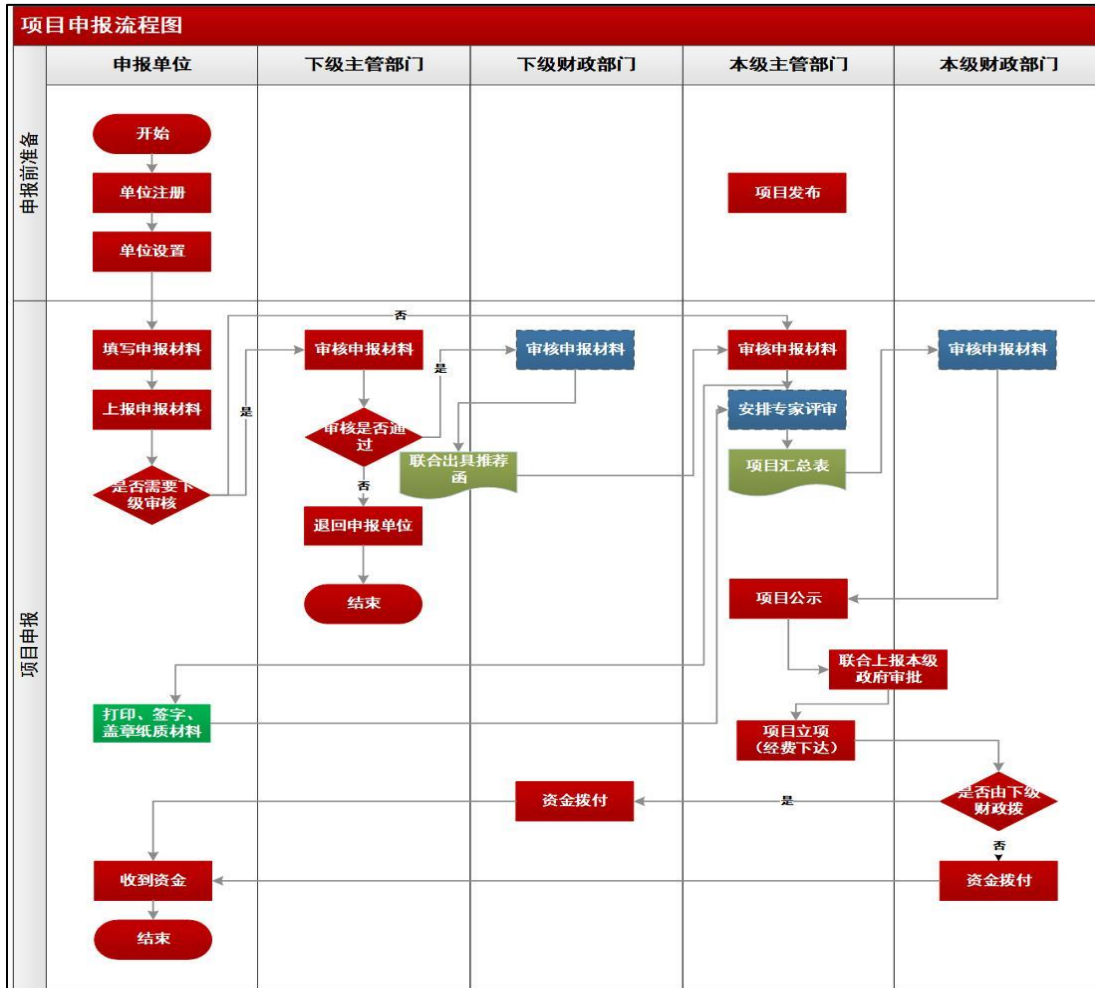 项目申报流程图
申报单位
下级主管部门
下级财政部门
本级主管部门
本级财政部门
申报前准备
开始
单位注册
项目发布
单位设置
项目申报
否
填写申报材料
审核申报材料
审核申报材料
审核申报材料
审核申报材料
是
上报申报材料
是
安排专家评审
审核是否通
过
联合出具推荐
函
项目汇总表
是否需要下
级审核
否
退回申报单位
结束
项目公示
联合上报本级
政府审批
打印、签字、
盖章纸质材料
项目立项
（经费下达）
资金拨付
是
是否由下级
财政拨
否
收到资金
资金拨付
结束